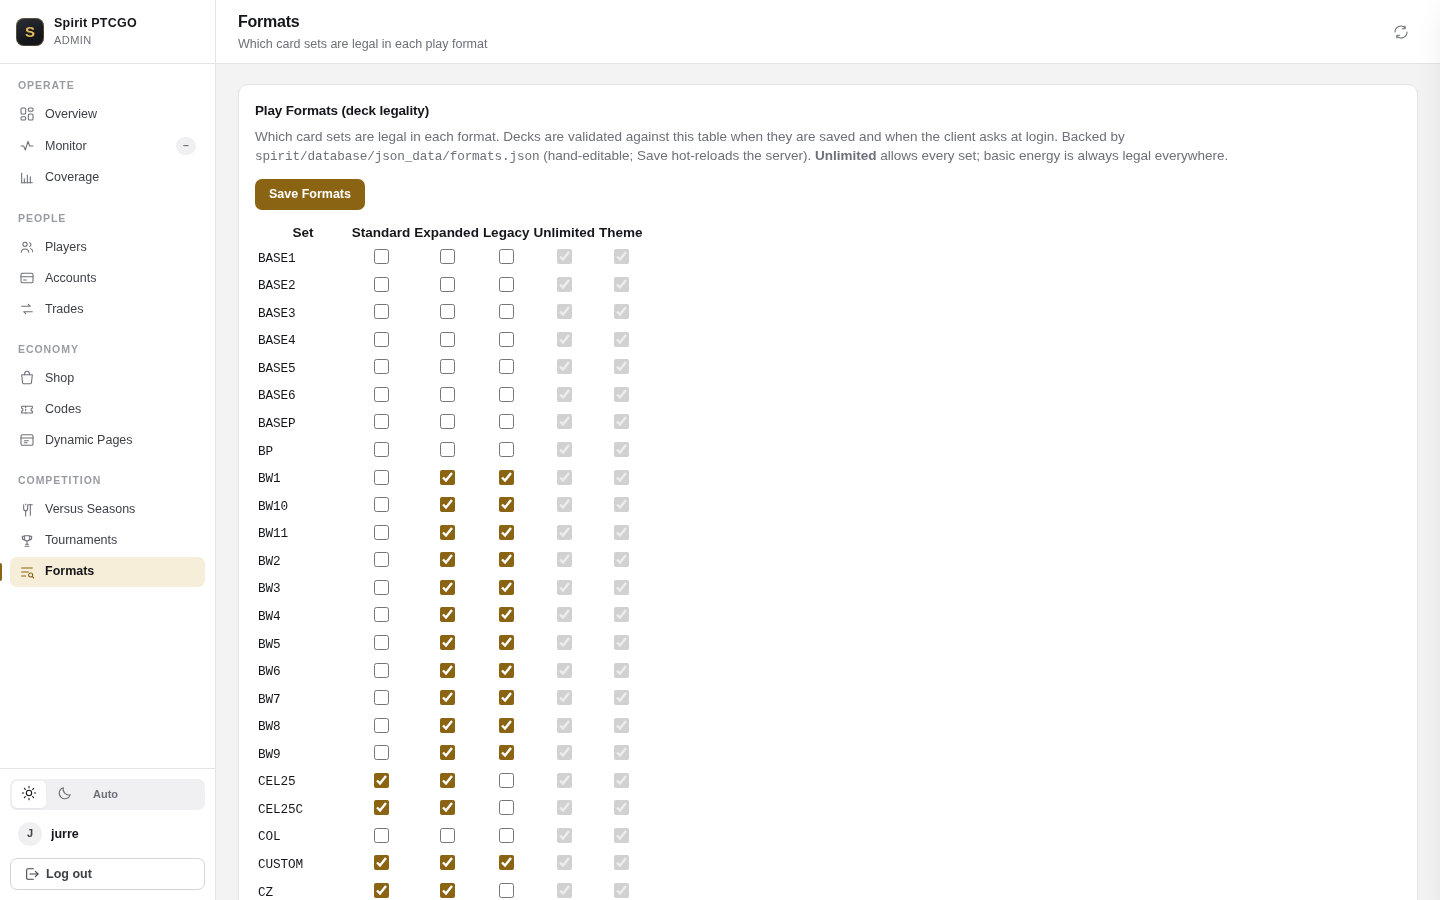 S
Spirit PTCGO
ADMIN
OPERATE
Overview
Monitor –
Coverage
PEOPLE
Players
Accounts
Trades
ECONOMY
Shop
Codes
Dynamic Pages
COMPETITION
Versus Seasons
Tournaments
Formats
Auto
J jurre
Log out
Formats
Which card sets are legal in each play format
Play Formats (deck legality)
Which card sets are legal in each format. Decks are validated against this table when they are saved and when the client asks at login. Backed by
spirit/database/json_data/formats.json (hand-editable; Save hot-reloads the server). Unlimited allows every set; basic energy is always legal everywhere.
Save Formats
Set Standard Expanded Legacy Unlimited Theme
BASE1
BASE2
BASE3
BASE4
BASE5
BASE6
BASEP
BP
BW1
BW10
BW11
BW2
BW3
BW4
BW5
BW6
BW7
BW8
BW9
CEL25
CEL25C
COL
CUSTOM
CZ